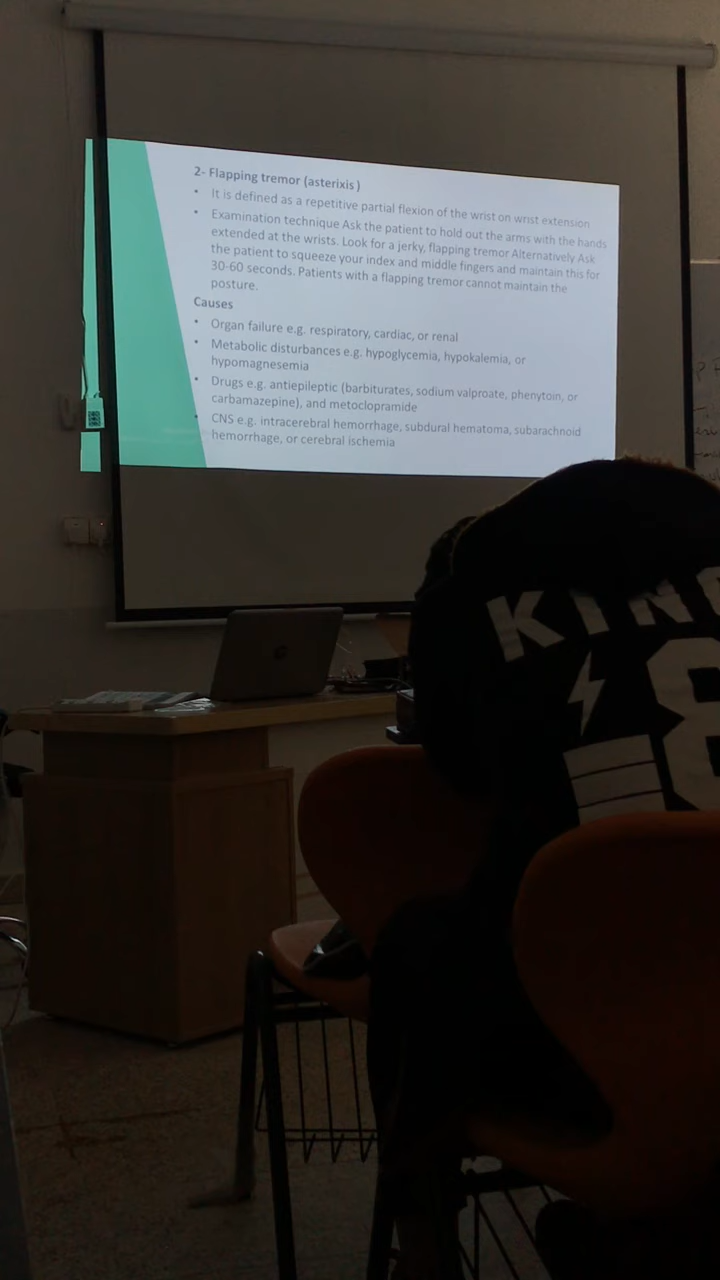 2- Flapping tremor (asterixis )
• It is defined as a repetitive partial flexion of the wrist on wrist extension
• Examination technique Ask the patient to hold out the arms with the hands
extended at the wrists. Look for a jerky, flapping tremor Alternatively Ask
the patient to squeeze your index and middle fingers and maintain this for
30-60 seconds. Patients with a flapping tremor cannot maintain the
posture.
Causes
• Organ failure e.g. respiratory, cardiac, or renal
• Metabolic disturbances e.g. hypoglycemia, hypokalemia, or
hypomagnesemia
• Drugs e.g. antiepileptic (barbiturates, sodium valproate, phenytoin, or
carbamazepine), and metoclopramide
• CNS e.g. intracerebral hemorrhage, subdural hematoma, subarachnoid
hemorrhage, or cerebral ischemia